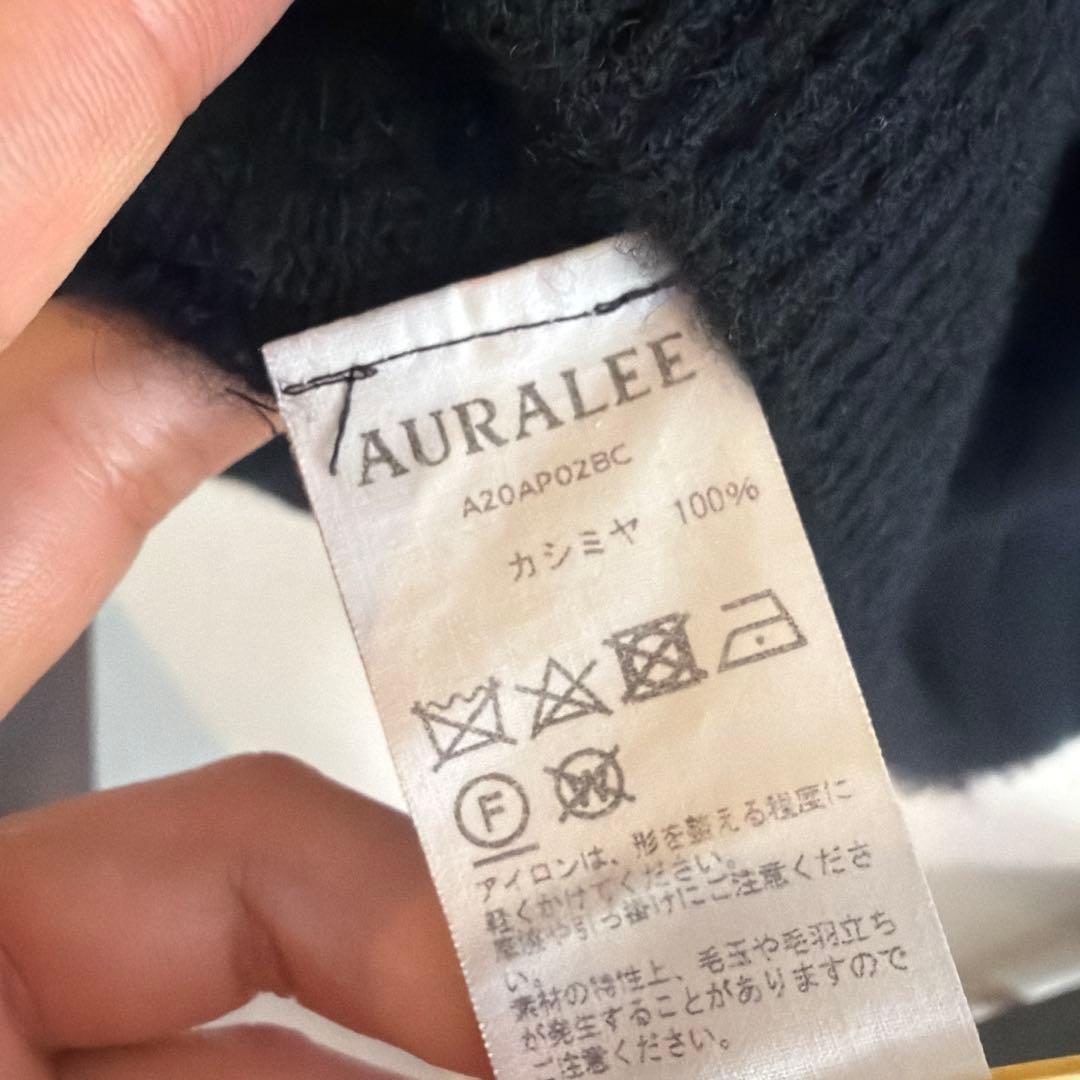 AURALEE
A20AP02BC
カシミヤ 100%
F
W
アイロンは、形を整える程度に
軽くかけてください。
摩擦や引っ掛けにご注意くださ
い。
素材の特性上、毛玉や毛羽立ち
が発生することがありますので
ご注意ください。